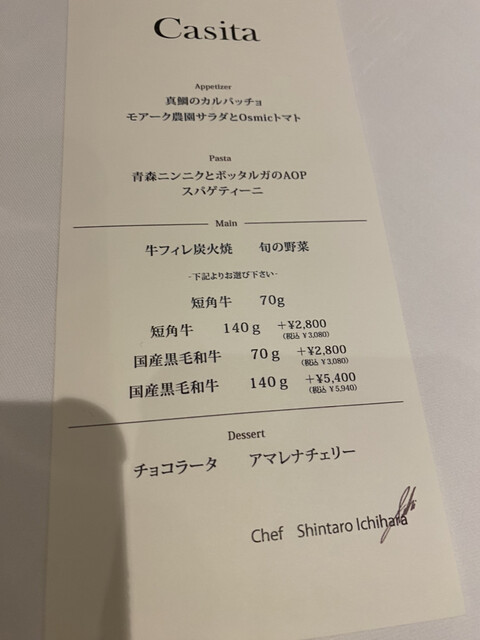 Casita
Appetizer
真鯛のカルパッチョ
モアーク農園サラダとOsmicトマト
Pasta
青森ニンニクとボッタルガのAOP
スパゲティーニ
Main
牛フィレ炭火焼 旬の野菜
-下記よりお選び下さい-
短角牛 70g
短角牛 140g +¥2,800
(税込 ¥3,080)
国産黒毛和牛 70g +¥2,800
(税込 ¥3,080)
国産黒毛和牛 140g +¥5,400
(税込 ¥5,940)
Dessert
チョコラータ アマレナチェリー
Chef Shintaro Ichihara